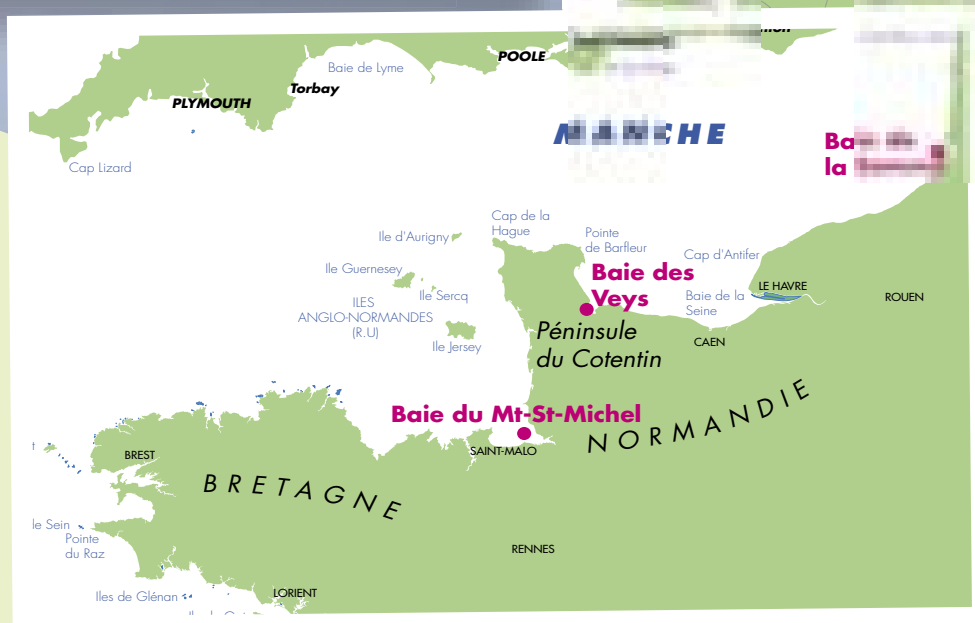 POOLE
Baie de Lyme
Torbay
PLYMOUTH
MANCHE
Cap Lizard
Ba
la
Cap de la
Hague
Ile d'Aurigny
Pointe
de Barfleur
Cap d'Antifer
Ile Guernesey
Baie des
Veys
Ile Sercq
LE HAVRE
Baie de la
Seine
ROUEN
ILES
ANGLO-NORMANDES
(R.U)
Ile Jersey
Péninsule
du Cotentin
CAEN
Baie du Mt-St-Michel
NORMANDIE
SAINT-MALO
BREST
BRETAGNE
le Sein
Pointe
du Raz
RENNES
Iles de Glénan
LORIENT